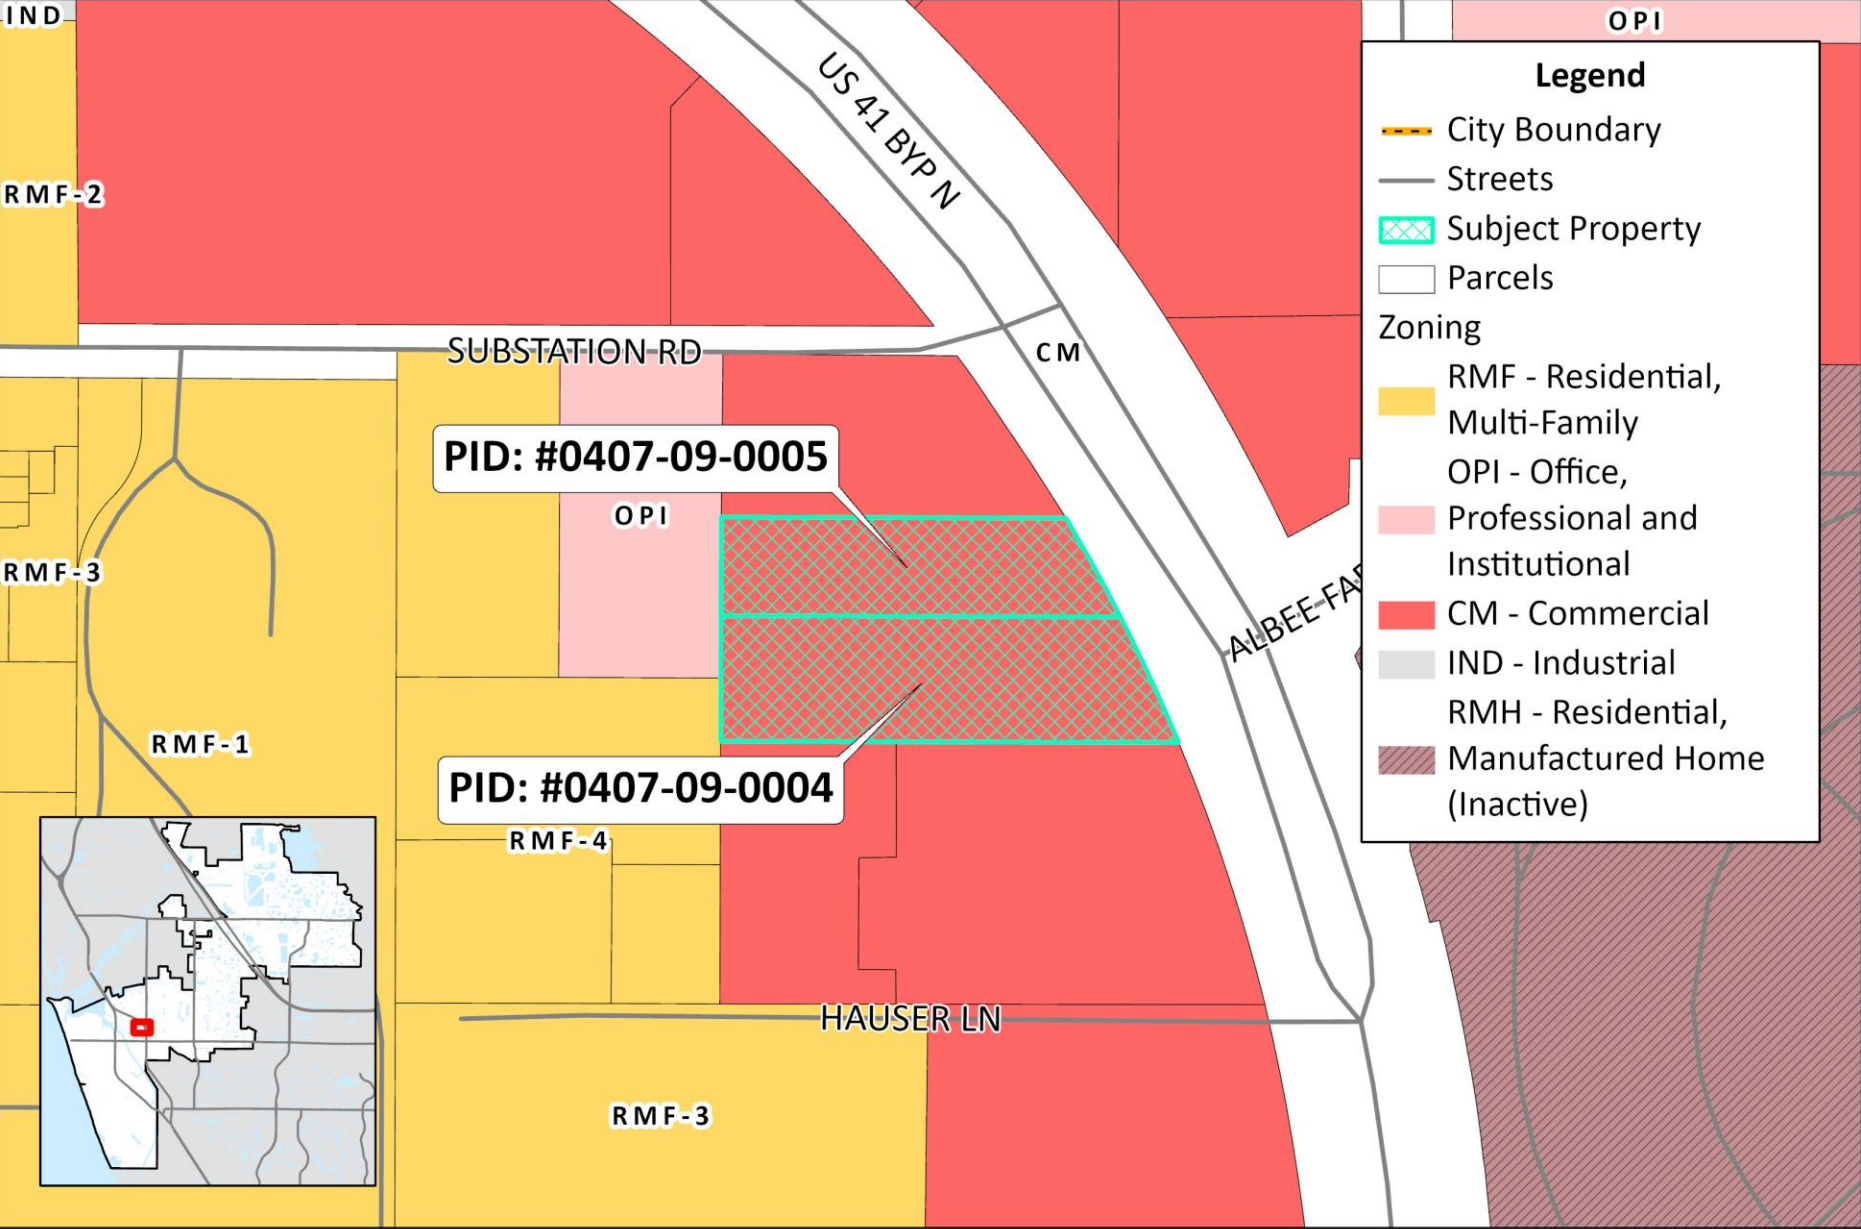 IND
OPI
US 41 BYP N
RMF-2
SUBSTATION RD
CM
PID: #0407-09-0005
OPI
RMF-3
RMF-1
PID: #0407-09-0004
RMF-4
HAUSER LN
RMF-3
Legend
City Boundary
Streets
Subject Property
Parcels
Zoning
RMF - Residential,
Multi-Family
OPI - Office,
Professional and
Institutional
CM - Commercial
IND - Industrial
RMH - Residential,
Manufactured Home
(Inactive)
ALBEE